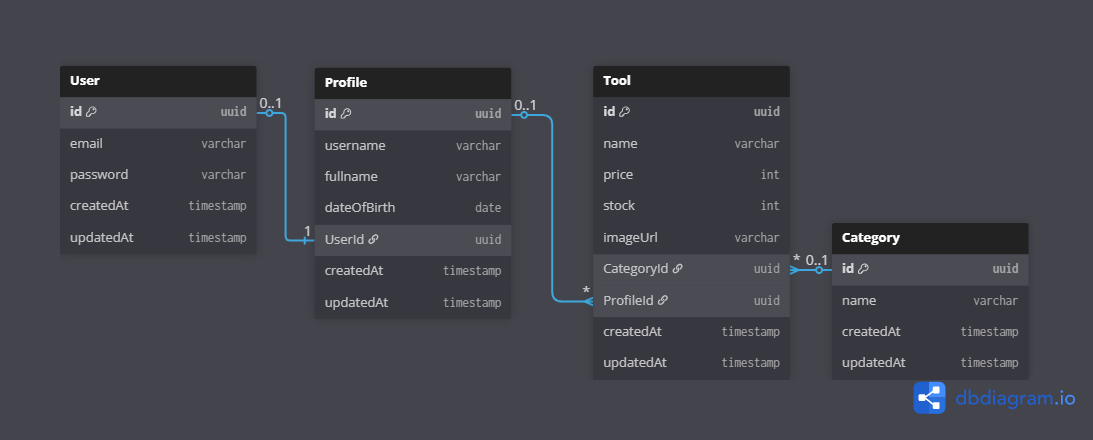 User
id uuid
email varchar
password varchar
createdAt timestamp
updatedAt timestamp
0..1
1
Profile
id uuid
username varchar
fullname varchar
dateOfBirth date
UserId uuid
createdAt timestamp
updatedAt timestamp
0..1
*
Tool
id uuid
name varchar
price int
stock int
imageUrl varchar
CategoryId uuid
ProfileId uuid
createdAt timestamp
updatedAt timestamp
* 0..1
Category
id uuid
name varchar
createdAt timestamp
updatedAt timestamp
dbdiagram.io